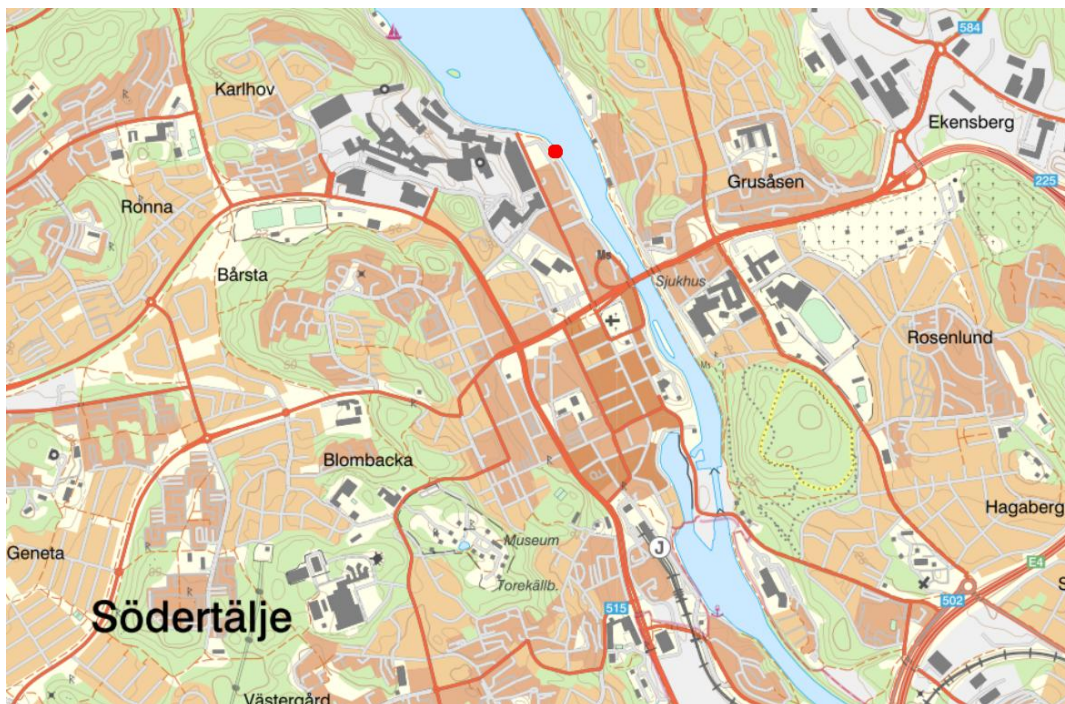 584
Karlhov
Ekensberg
225
Grusåsen
Ronna
Ms
Bårsta
Sjukhus
Rosenlund
Ms
Blombacka
Hagaberg
Museum
J
Geneta
E4
Torekällb.
502
515
Södertälje
S
Västergård